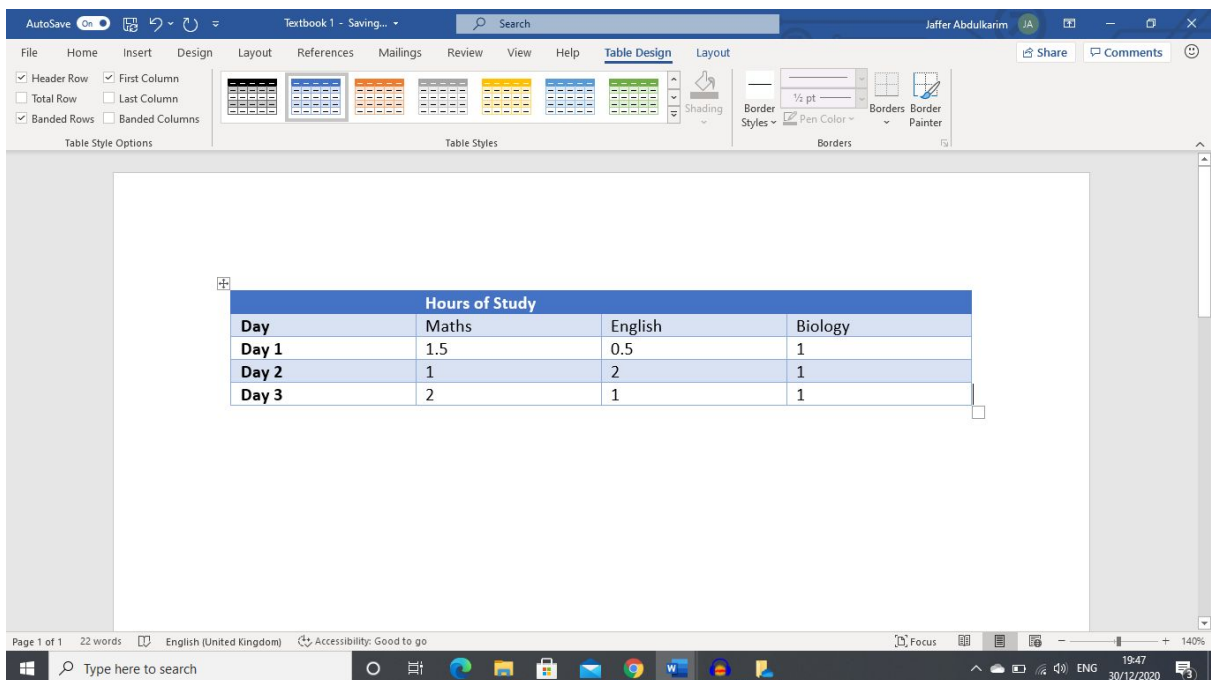 AutoSave On Textbook 1 - Saving... Search Jaffer Abdulkarim JA
File Home Insert Design Layout References Mailings Review View Help Table Design Layout Share Comments
Header Row First Column
Total Row Last Column
Banded Rows Banded Columns
Shading
Border Styles
½ pt
Pen Color
Borders
Border Painter
Table Style Options Table Styles Borders
Hours of Study
Day Maths English Biology
Day 1 1.5 0.5 1
Day 2 1 2 1
Day 3 2 1 1
Page 1 of 1 22 words English (United Kingdom) Accessibility: Good to go Focus 140%
Type here to search ENG 19:47
30/12/2020 3